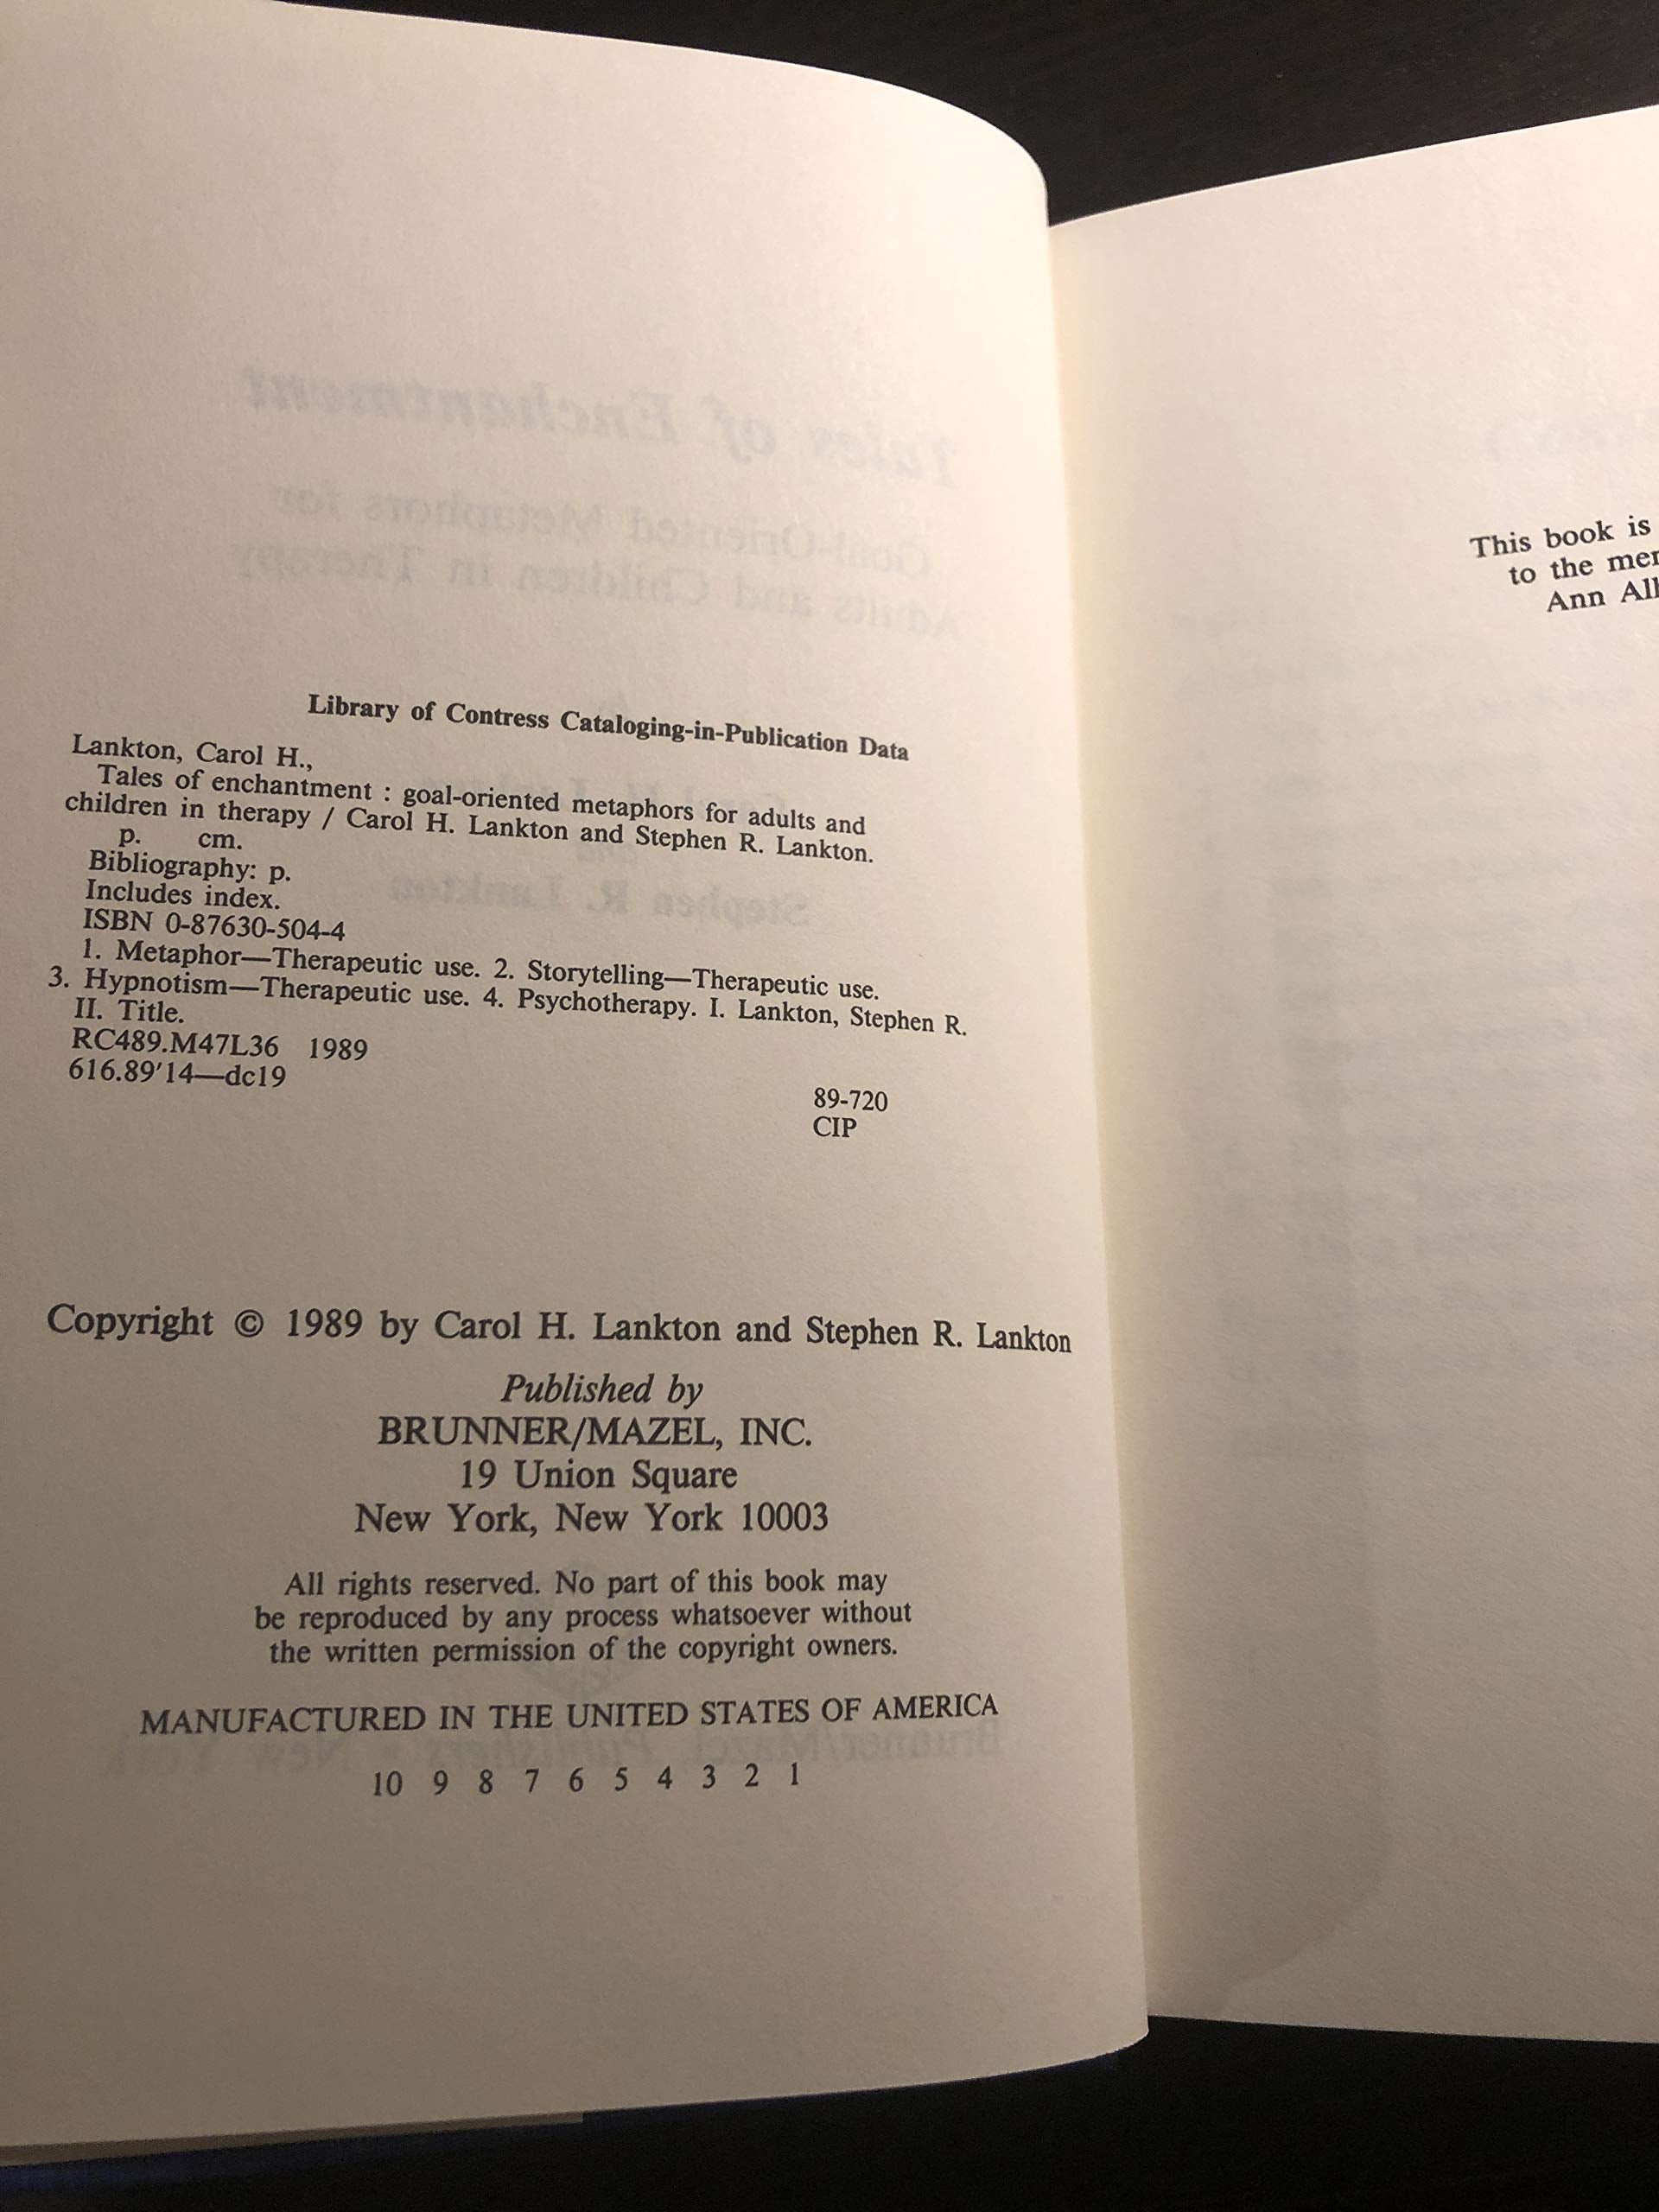 Library of Contress Cataloging-in-Publication Data
Lankton, Carol H.,
Tales of enchantment : goal-oriented metaphors for adults and
children in therapy / Carol H. Lankton and Stephen R. Lankton.
p. cm.
Bibliography: p.
Includes index.
ISBN 0-87630-504-4
1. Metaphor—Therapeutic use. 2. Storytelling—Therapeutic use.
3. Hypnotism—Therapeutic use. 4. Psychotherapy. I. Lankton, Stephen R.
II. Title.
RC489.M47L36 1989
616.89'14—dc19
89-720
CIP
Copyright © 1989 by Carol H. Lankton and Stephen R. Lankton
Published by
BRUNNER/MAZEL, INC.
19 Union Square
New York, New York 10003
All rights reserved. No part of this book may
be reproduced by any process whatsoever without
the written permission of the copyright owners.
MANUFACTURED IN THE UNITED STATES OF AMERICA
10 9 8 7 6 5 4 3 2 1
This book is
to the
Ann